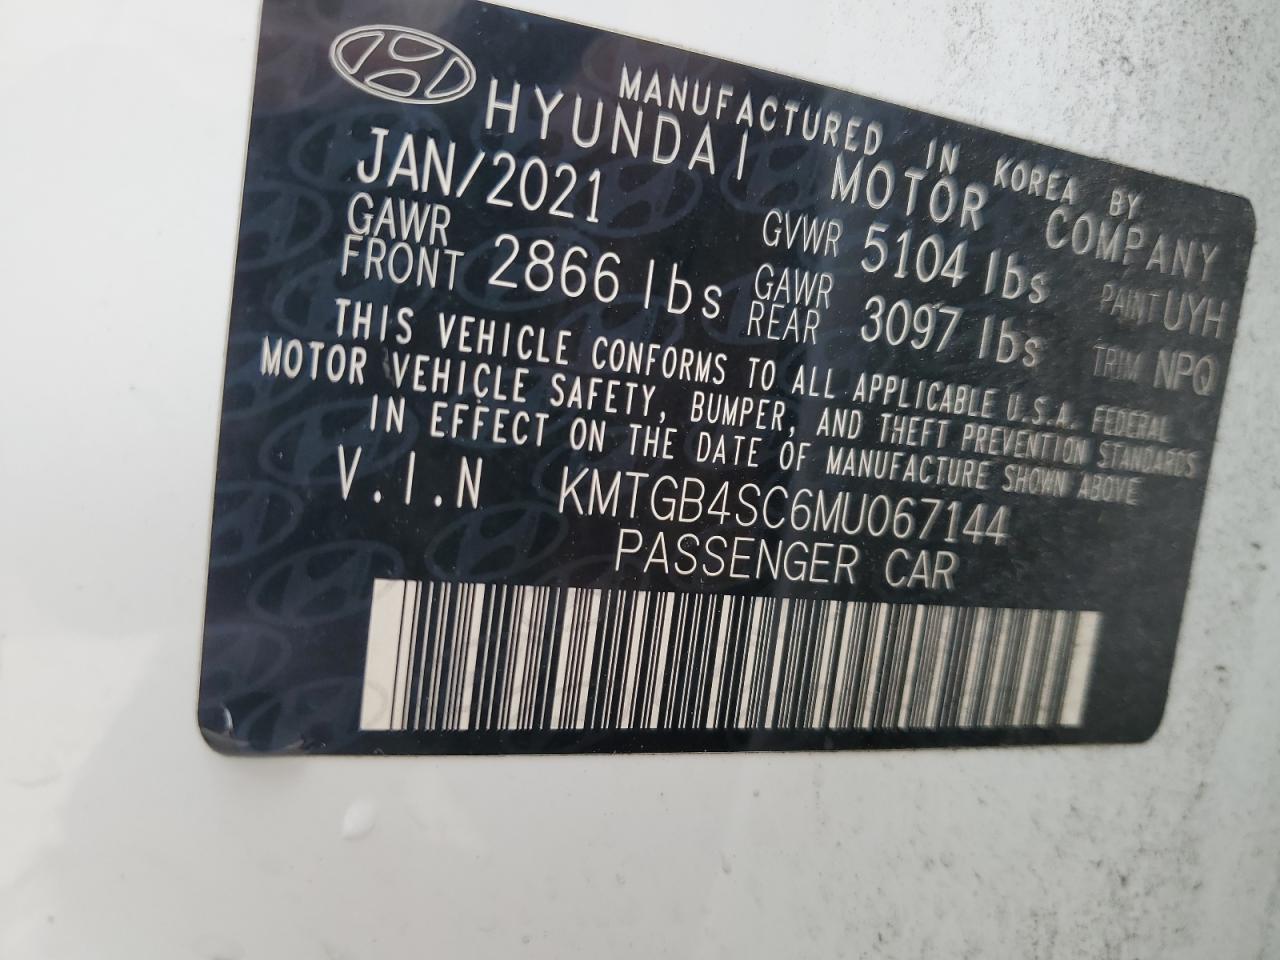 MANUFACTURED IN KOREA BY
HYUNDAI MOTOR COMPANY
JAN/2021 GVWR 5104 lbs PAINT UYH
GAWR FRONT 2866 lbs GAWR REAR 3097 lbs TRIM NPQ
THIS VEHICLE CONFORMS TO ALL APPLICABLE U.S.A. FEDERAL
MOTOR VEHICLE SAFETY, BUMPER, AND THEFT PREVENTION STANDARDS
IN EFFECT ON THE DATE OF MANUFACTURE SHOWN ABOVE
V.I.N KMTGB4SC6MU067144
PASSENGER CAR